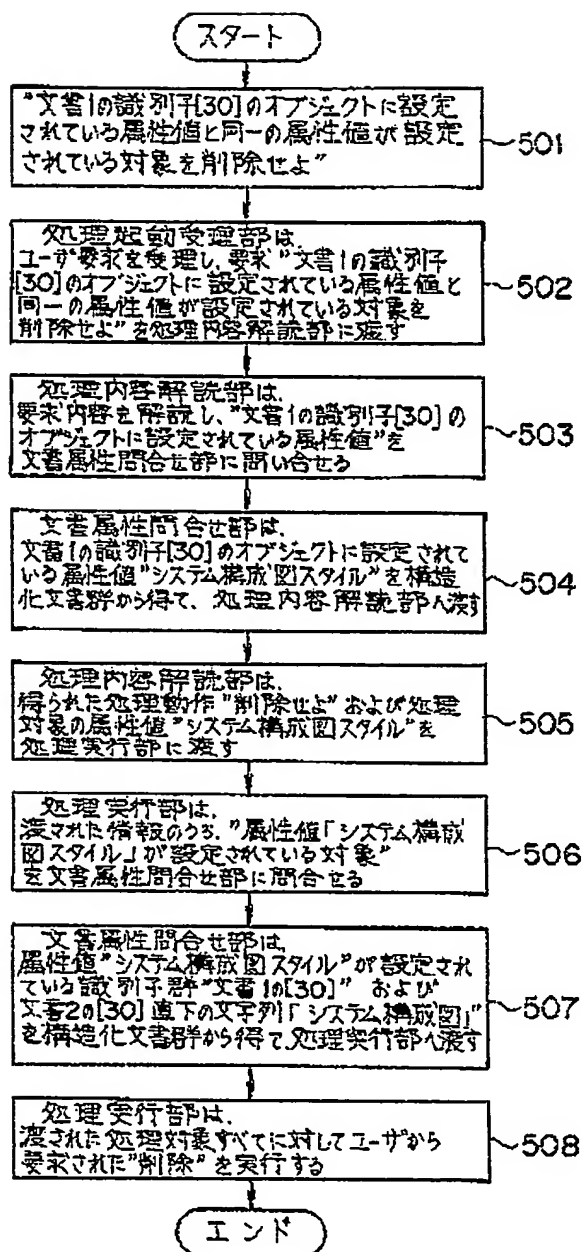 スタート
"文書1の識別子[30]のオブジェクトに設定
されている属性値と同一の属性値が設定
されている対象を削除せよ"
501
処理起動受理部は、
ユーザ要求を受理し、要求"文書1の識別子
[30]のオブジェクトに設定されている属性値と
同一の属性値が設定されている対象を
削除せよ"を処理内容解読部に渡す
502
処理内容解読部は、
要求内容を解読し、"文書1の識別子[30]の
オブジェクトに設定されている属性値"を
文書属性問合せ部に問い合せる
503
文書属性問合せ部は、
文書1の識別子[30]のオブジェクトに設定されて
いる属性値"システム構成図スタイル"を構造
化文書群から得て、処理内容解読部へ渡す
504
処理内容解読部は、
得られた処理動作"削除せよ"および処理
対象の属性値"システム構成図スタイル"を
処理実行部に渡す
505
処理実行部は、
渡された情報のうち、"属性値「システム構成
図スタイル」が設定されている対象"
を文書属性問合せ部に問合せる
506
文書属性問合せ部は、
属性値"システム構成図スタイル"が設定され
ている識別子群"文書1の[30]"および
文書2の[30]直下の文字列「システム構成図」"
を構造化文書群から得て、処理実行部へ渡す
507
処理実行部は、
渡された処理対象すべてに対してユーザから
要求された"削除"を実行する
508
エンド